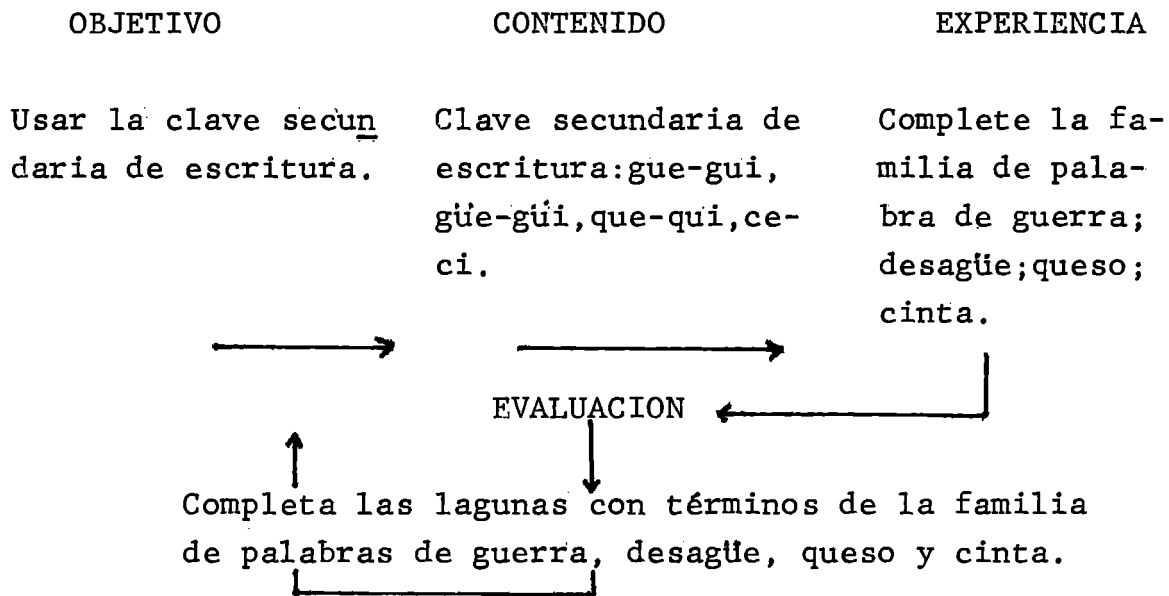 OBJETIVO CONTENIDO EXPERIENCIA
Usar la clave secun
daria de escritura.
Clave secundaria de
escritura:gue-gui,
güe-güi,que-qui,ce-
ci.
Complete la fa-
milia de pala-
bra de guerra;
desagüe;queso;
cinta.
EVALUACION
Completa las lagunas con términos de la familia
de palabras de guerra, desagüe, queso y cinta.